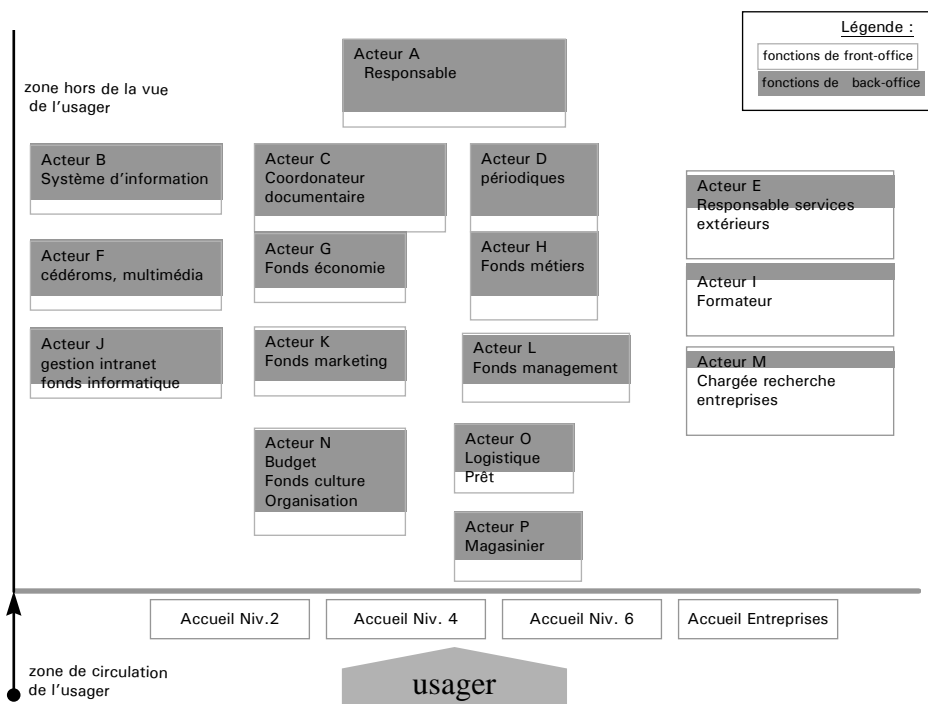 Légende :
fonctions de front-office
fonctions de back-office
zone hors de la vue
de l'usager
Acteur A
Responsable
Acteur B
Système d'information
Acteur C
Coordonateur
documentaire
Acteur D
périodiques
Acteur E
Responsable services
extérieurs
Acteur F
cédéroms, multimédia
Acteur G
Fonds économie
Acteur H
Fonds métiers
Acteur I
Formateur
Acteur J
gestion intranet
fonds informatique
Acteur K
Fonds marketing
Acteur L
Fonds management
Acteur M
Chargée recherche
entreprises
Acteur N
Budget
Fonds culture
Organisation
Acteur O
Logistique
Prêt
Acteur P
Magasinier
Accueil Niv.2
Accueil Niv. 4
Accueil Niv. 6
Accueil Entreprises
zone de circulation
de l'usager
usager